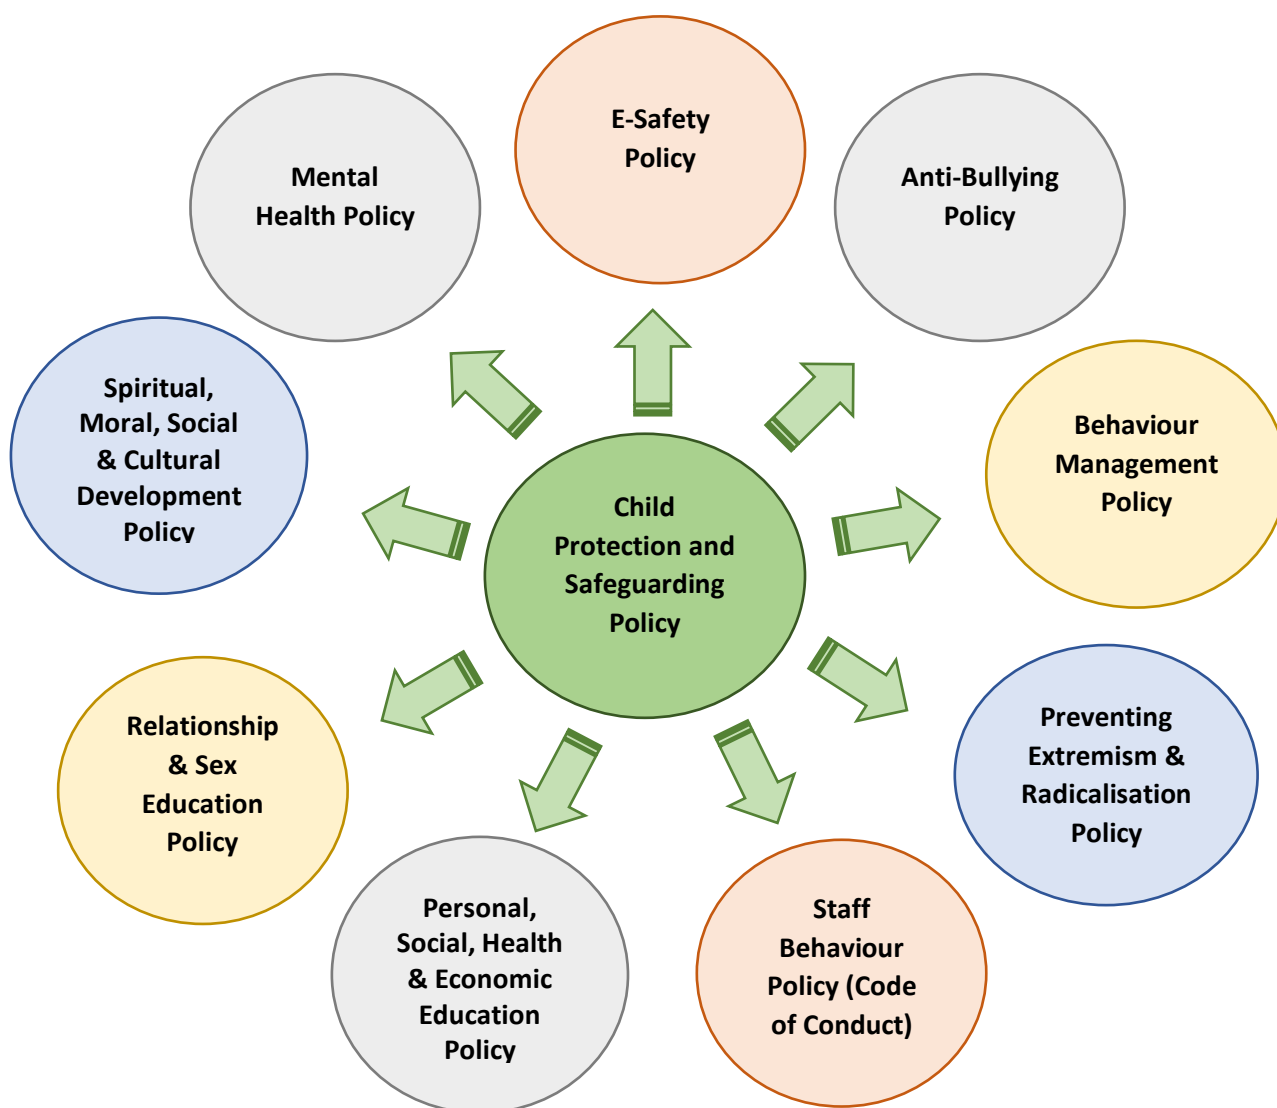 E-Safety
Policy
Mental
Health Policy
Anti-Bullying
Policy
Spiritual,
Moral, Social
& Cultural
Development
Policy
Behaviour
Management
Policy
Child
Protection and
Safeguarding
Policy
Relationship
& Sex
Education
Policy
Preventing
Extremism &
Radicalisation
Policy
Personal,
Social, Health
& Economic
Education
Policy
Staff
Behaviour
Policy (Code
of Conduct)